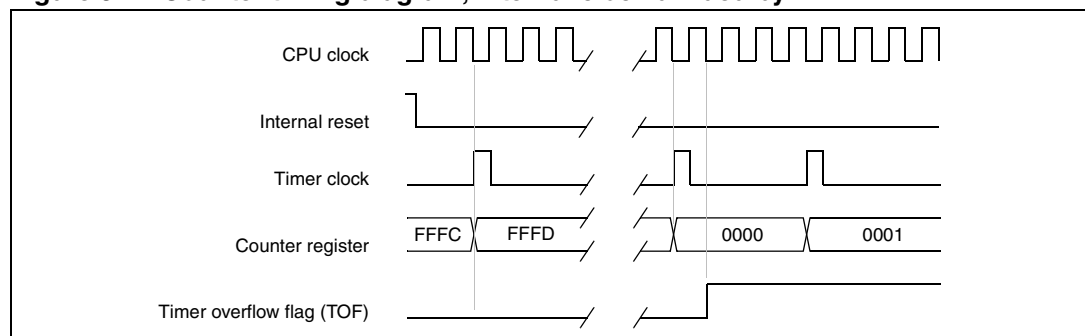 CPU clock
Internal reset
Timer clock
Counter register
FFFC FFFD 0000 0001
Timer overflow flag (TOF)